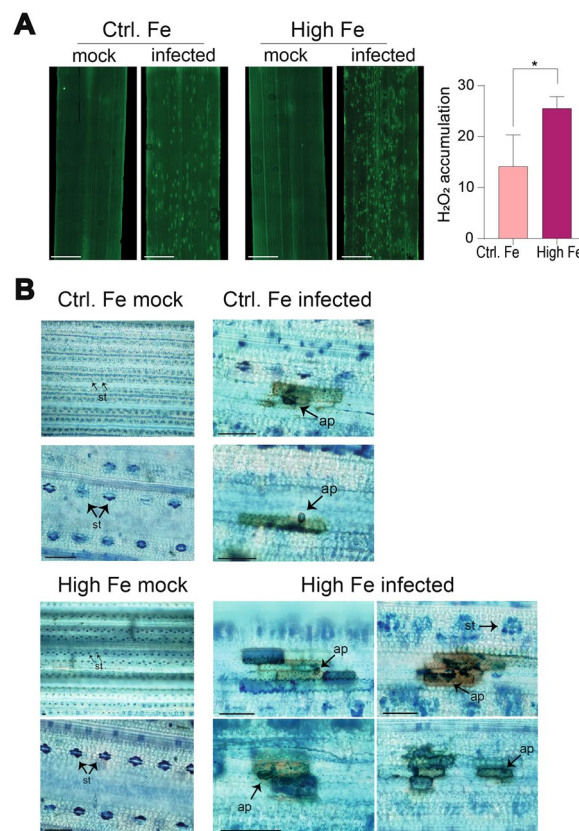 A
Ctrl. Fe
High Fe
mock
infected
mock
infected
*
H₂O₂ accumulation
30
20
10
0
Ctrl. Fe
High Fe
B
Ctrl. Fe mock
Ctrl. Fe infected
st
ap
st
ap
High Fe mock
High Fe infected
st
ap
st
ap
st
ap
ap